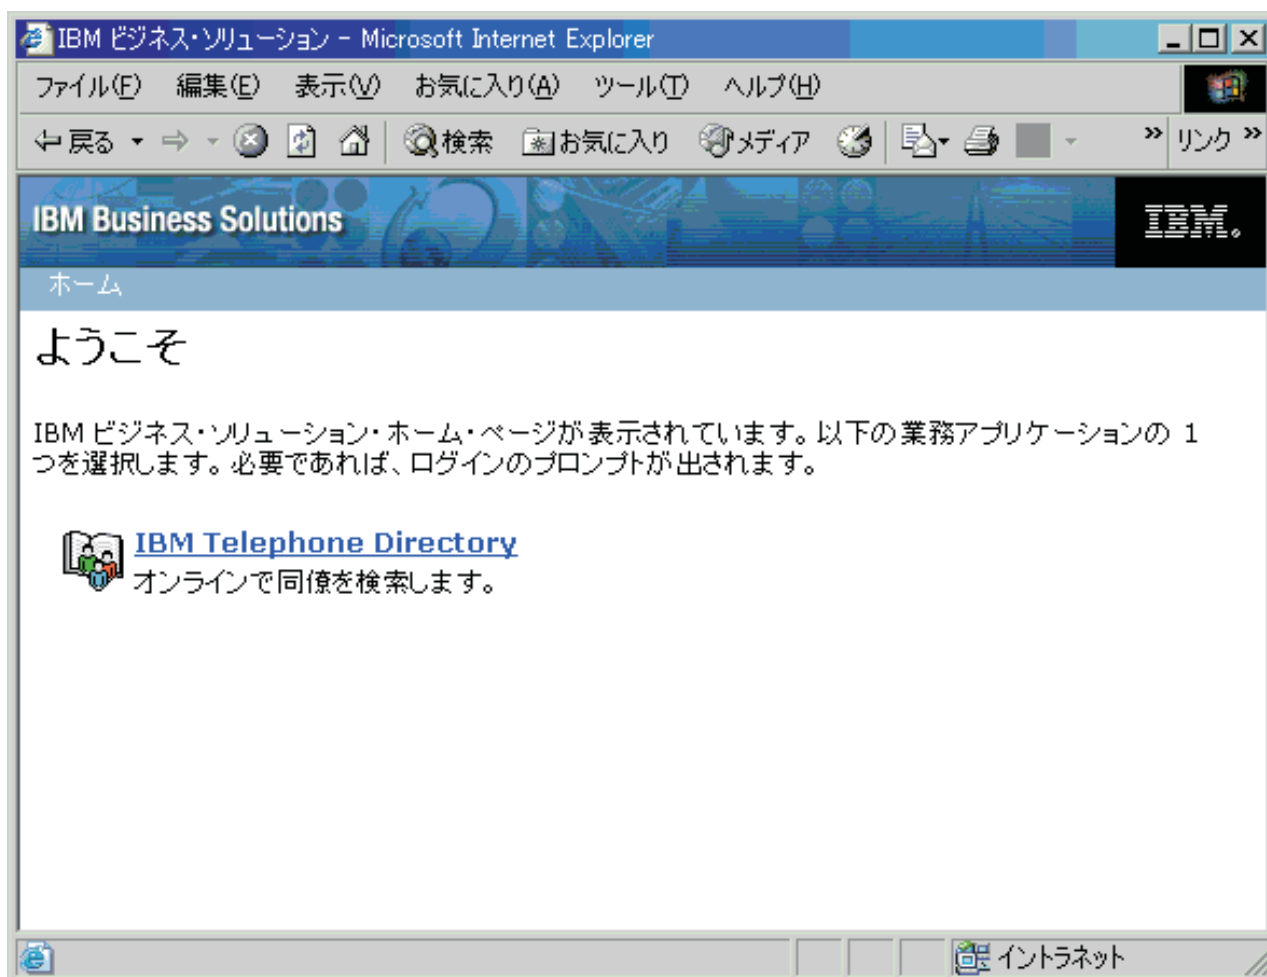 IBM ビジネス・ソリューション - Microsoft Internet Explorer
ファイル(F) 編集(E) 表示(V) お気に入り(A) ツール(T) ヘルプ(H)
戻る 検索 お気に入り メディア » リンク »
IBM Business Solutions IBM.
ホーム
ようこそ
IBM ビジネス・ソリューション・ホーム・ページが表示されています。以下の業務アプリケーションの 1
つを選択します。必要であれば、ログインのプロンプトが出されます。
IBM Telephone Directory
オンラインで同僚を検索します。
イントラネット